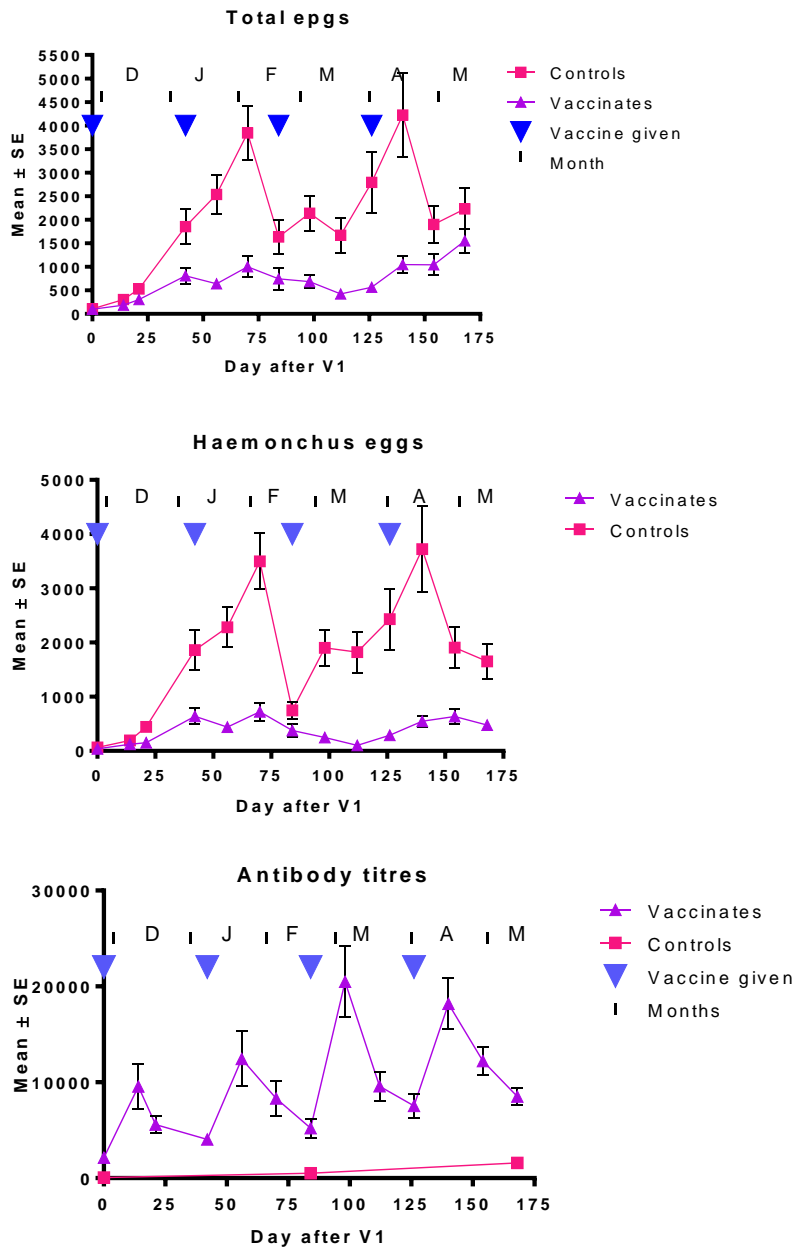 Total epgs
5500
5000
4500
4000
3500
3000
2500
2000
1500
1000
500
0
Mean ± SE
D J F M A M
0 25 50 75 100 125 150 175
Day after V1
Controls
Vaccinates
Vaccine given
Month
Haemonchus eggs
5000
4000
3000
2000
1000
0
Mean ± SE
D J F M A M
0 25 50 75 100 125 150 175
Day after V1
Vaccinates
Controls
Antibody titres
30000
20000
10000
0
Mean ± SE
D J F M A M
0 25 50 75 100 125 150 175
Day after V1
Vaccinates
Controls
Vaccine given
Months